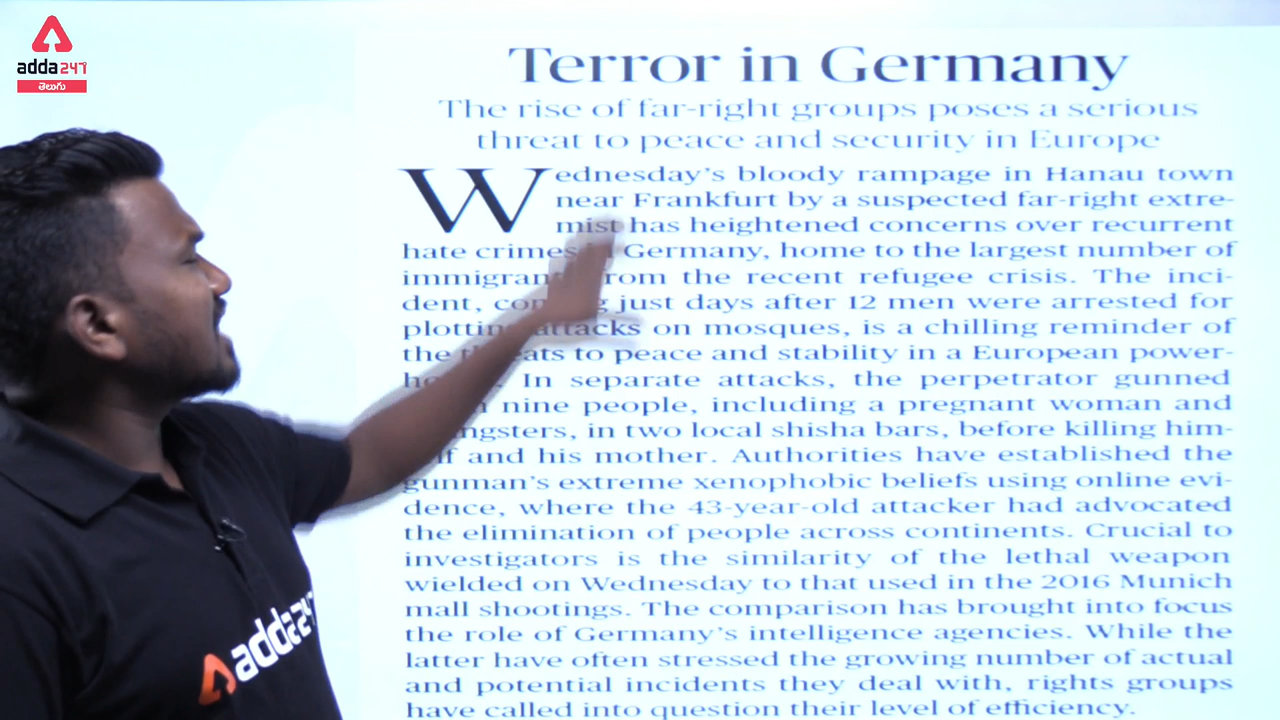 adda247
తెలుగు
Terror in Germany
The rise of far-right groups poses a serious
threat to peace and security in Europe
Wednesday's bloody rampage in Hanau town
near Frankfurt by a suspected far-right extre-
mist has heightened concerns over recurrent
hate crimes in Germany, home to the largest number of
immigrants from the recent refugee crisis. The inci-
dent, coming just days after 12 men were arrested for
plotting attacks on mosques, is a chilling reminder of
the threats to peace and stability in a European power-
In separate attacks, the perpetrator gunned
nine people, including a pregnant woman and
in two local shisha bars, before killing him-
and his mother. Authorities have established the
gunman's extreme xenophobic beliefs using online evi-
dence, where the 43-year-old attacker had advocated
the elimination of people across continents. Crucial to
investigators is the similarity of the lethal weapon
wielded on Wednesday to that used in the 2016 Munich
mall shootings. The comparison has brought into focus
the role of Germany's intelligence agencies. While the
latter have often stressed the growing number of actual
and potential incidents they deal with, rights groups
have called into question their level of efficiency.
adda247